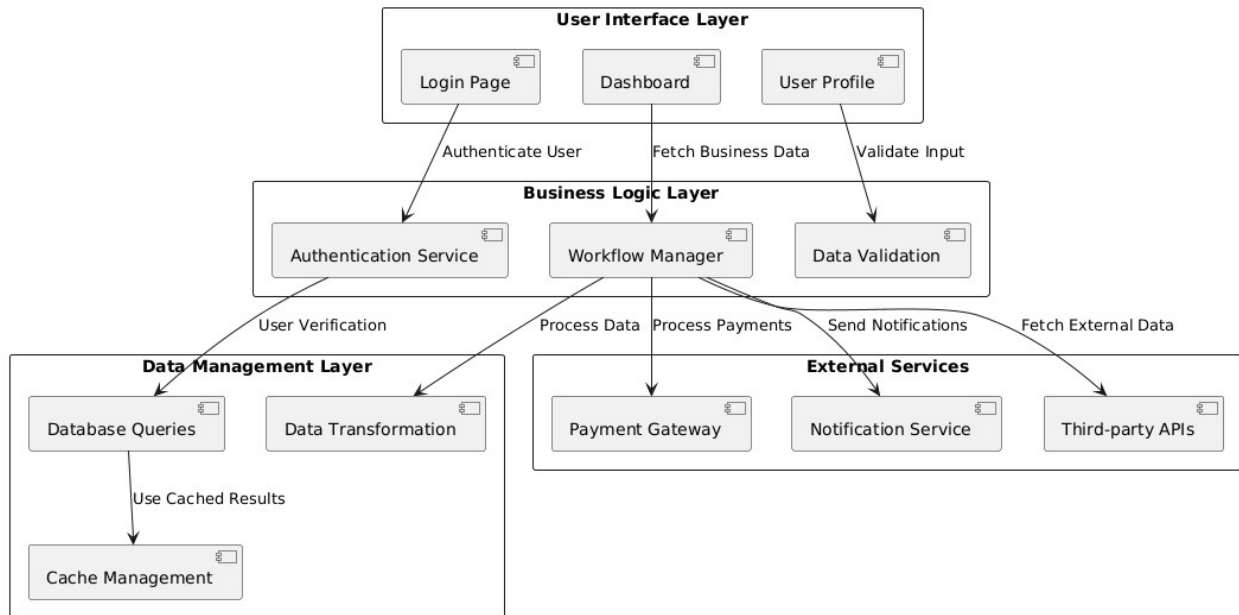 User Interface Layer
Login Page
Dashboard
User Profile
Authenticate User
Fetch Business Data
Validate Input
Business Logic Layer
Authentication Service
Workflow Manager
Data Validation
User Verification
Process Data
Process Payments
Send Notifications
Fetch External Data
Data Management Layer
External Services
Database Queries
Data Transformation
Payment Gateway
Notification Service
Third-party APIs
Use Cached Results
Cache Management